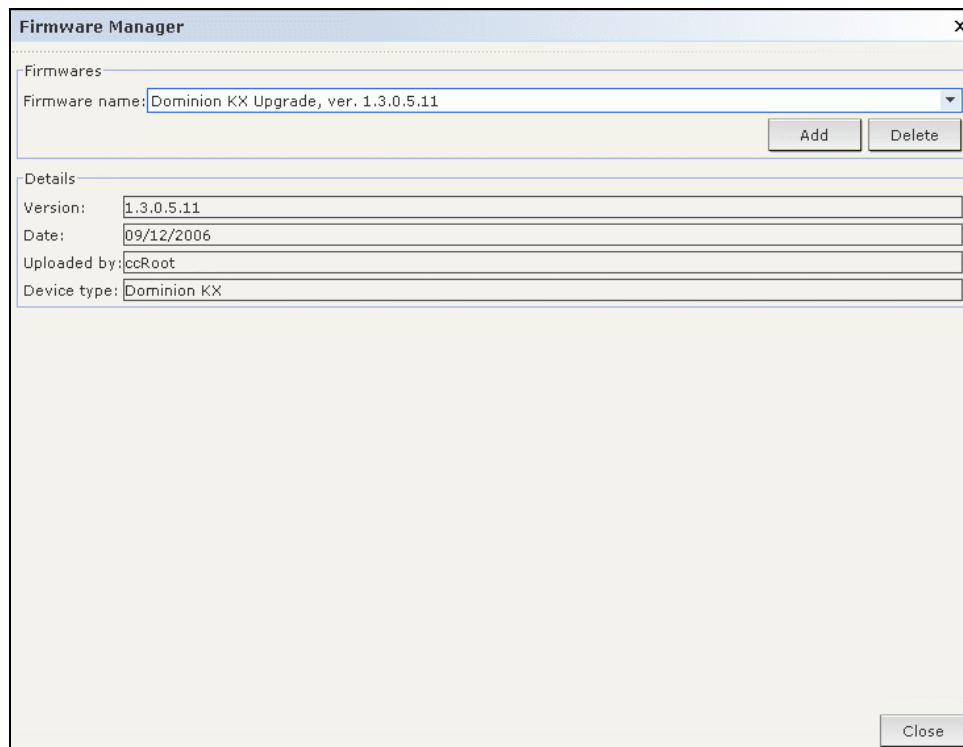 Firmware Manager
Firmwares
Firmware name: Dominion KX Upgrade, ver. 1.3.0.5.11
Add Delete
Details
Version: 1.3.0.5.11
Date: 09/12/2006
Uploaded by: ccRoot
Device type: Dominion KX
Close